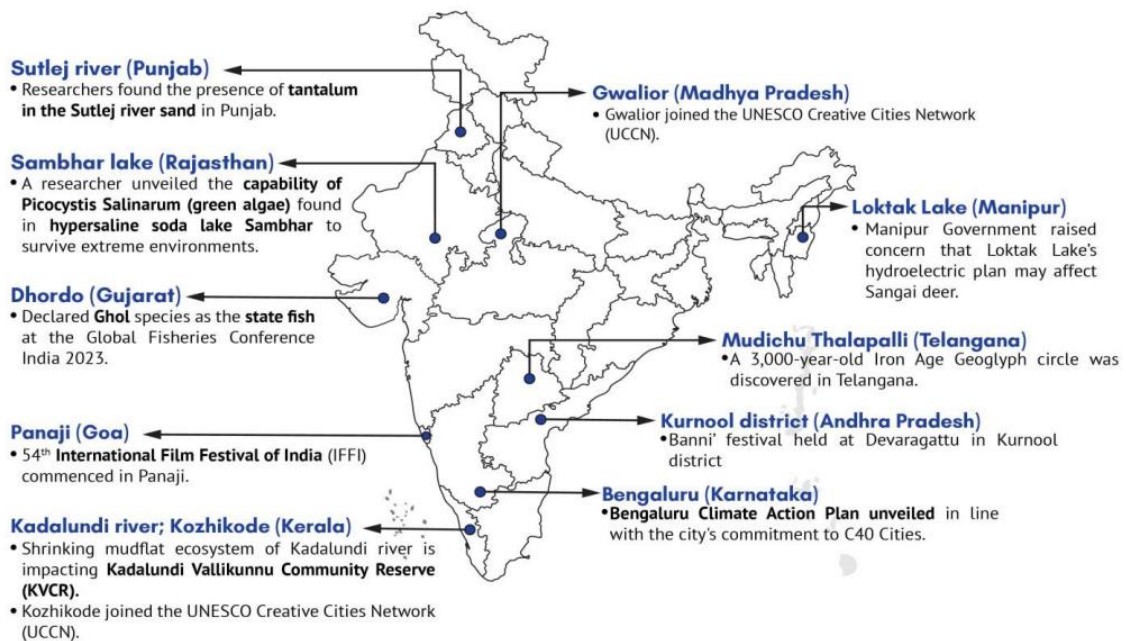 Sutlej river (Punjab)
• Researchers found the presence of tantalum
in the Sutlej river sand in Punjab.
Sambhar lake (Rajasthan)
• A researcher unveiled the capability of
Picocystis Salinarum (green algae) found
in hypersaline soda lake Sambhar to
survive extreme environments.
Dhordo (Gujarat)
• Declared Ghol species as the state fish
at the Global Fisheries Conference
India 2023.
Panaji (Goa)
• 54th International Film Festival of India (IFFI)
commenced in Panaji.
Kadalundi river; Kozhikode (Kerala)
• Shrinking mudflat ecosystem of Kadalundi river is
impacting Kadalundi Vallikunnu Community Reserve
(KVCR).
• Kozhikode joined the UNESCO Creative Cities Network
(UCCN).
Gwalior (Madhya Pradesh)
• Gwalior joined the UNESCO Creative Cities Network
(UCCN).
Loktak Lake (Manipur)
• Manipur Government raised
concern that Loktak Lake's
hydroelectric plan may affect
Sangai deer.
Mudichu Thalapalli (Telangana)
• A 3,000-year-old Iron Age Geoglyph circle was
discovered in Telangana.
Kurnool district (Andhra Pradesh)
• Banni' festival held at Devaragattu in Kurnool
district
Bengaluru (Karnataka)
• Bengaluru Climate Action Plan unveiled in line
with the city's commitment to C40 Cities.